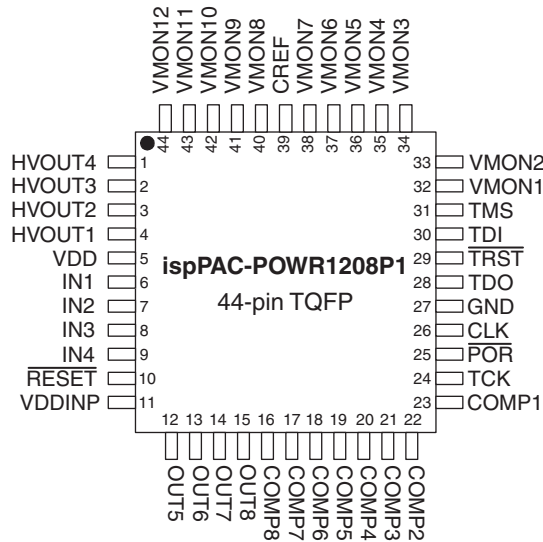 VMON12
VMON11
VMON10
VMON9
VMON8
CREF
VMON7
VMON6
VMON5
VMON4
VMON3
44
43
42
41
40
39
38
37
36
35
34
HVOUT4 1
HVOUT3 2
HVOUT2 3
HVOUT1 4
VDD 5
IN1 6
IN2 7
IN3 8
IN4 9
RESET 10
VDDINP 11
ispPAC-POWR1208P1
44-pin TQFP
33 VMON2
32 VMON1
31 TMS
30 TDI
29 TRST
28 TDO
27 GND
26 CLK
25 POR
24 TCK
23 COMP1
12 13 14 15 16 17 18 19 20 21 22
OUT5
OUT6
OUT7
OUT8
COMP8
COMP7
COMP6
COMP5
COMP4
COMP3
COMP2